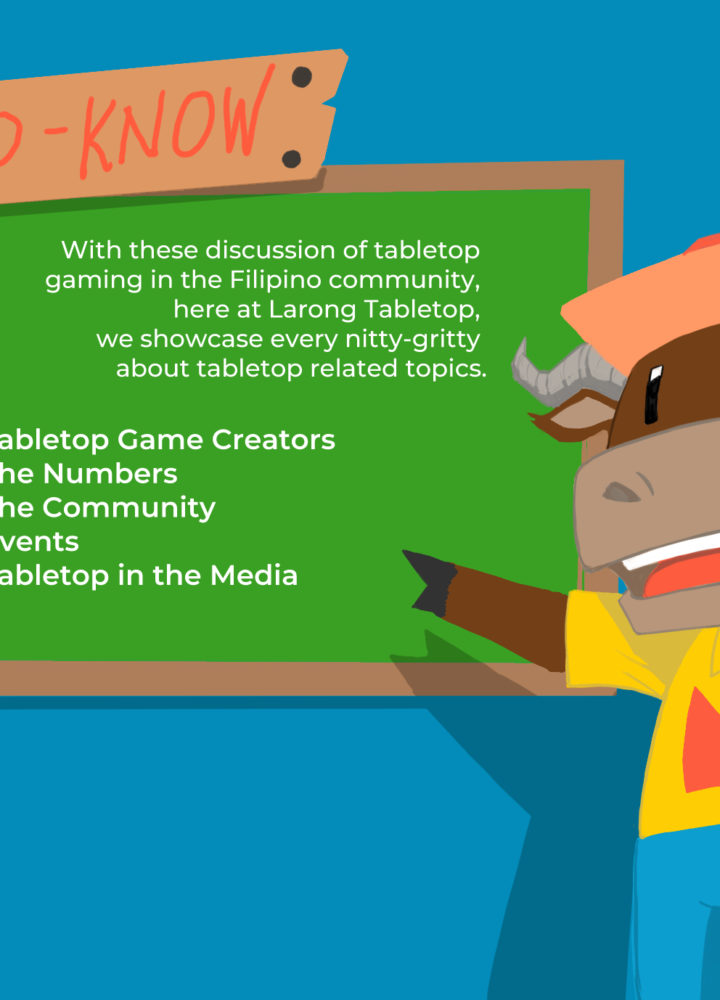 O-KNOW
With these discussion of tabletop
gaming in the Filipino community,
here at Larong Tabletop,
we showcase every nitty-gritty
about tabletop related topics.
abletop Game Creators
he Numbers
he Community
vents
abletop in the Media